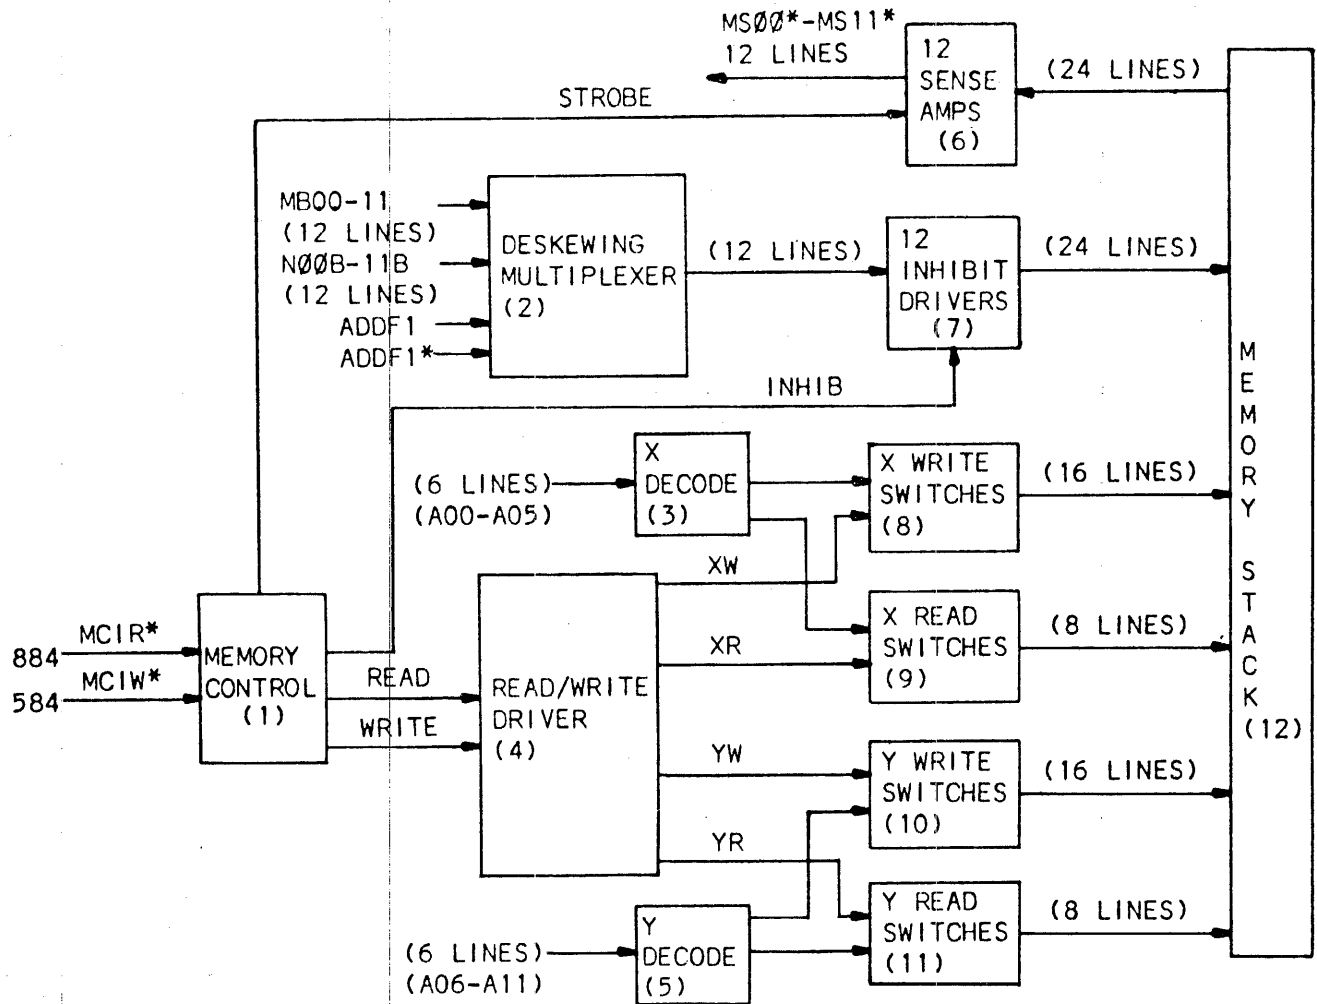 MSØØ*-MS11*
12 LINES
12
SENSE
AMPS
(6)
(24 LINES)
STROBE
MB00-11
(12 LINES)
NØØB-11B
(12 LINES)
ADDF1
ADDF1*
DESKEWING
MULTIPLEXER
(2)
(12 LINES)
12
INHIBIT
DRIVERS
(7)
(24 LINES)
INHIB
(6 LINES)
(A00-A05)
X
DECODE
(3)
X WRITE
SWITCHES
(8)
(16 LINES)
XW
X READ
SWITCHES
(9)
(8 LINES)
XR
884
MCIR*
584
MCIW*
MEMORY
CONTROL
(1)
READ
WRITE
READ/WRITE
DRIVER
(4)
YW
Y WRITE
SWITCHES
(10)
(16 LINES)
YR
Y READ
SWITCHES
(11)
(8 LINES)
(6 LINES)
(A06-A11)
Y
DECODE
(5)
MEMORY STACK
(12)